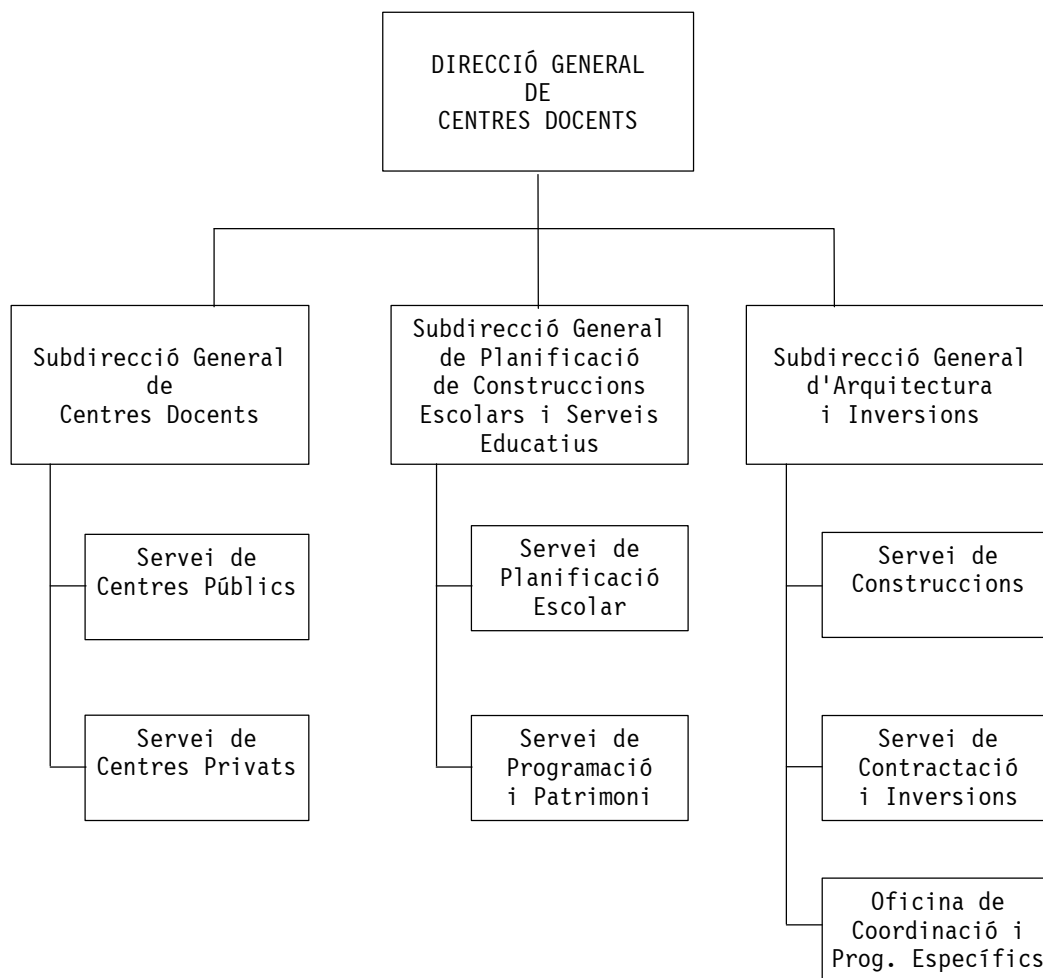 DIRECCIÓ GENERAL
DE
CENTRES DOCENTS
Subdirecció General
de
Centres Docents
Subdirecció General
de Planificació
de Construccions
Escolars i Serveis
Educatius
Subdirecció General
d'Arquitectura
i Inversions
Servei de
Centres Públics
Servei de
Planificació
Escolar
Servei de
Construccions
Servei de
Centres Privats
Servei de
Programació
i Patrimoni
Servei de
Contractació
i Inversions
Oficina de
Coordinació i
Prog. Específics